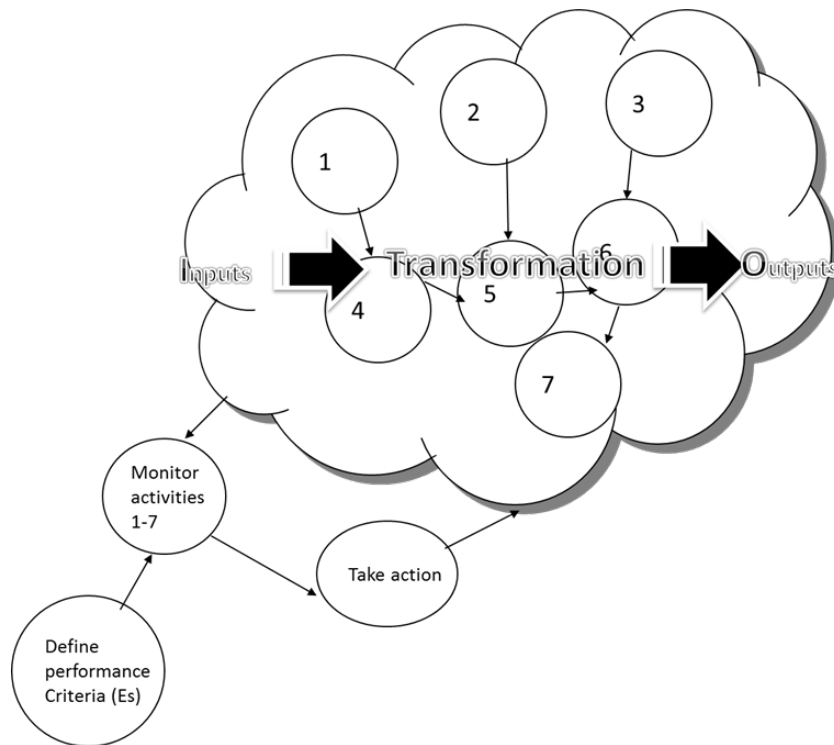 1
2
3
Inputs
Transformation
Outputs
4
5
6
7
Monitor
activities
1-7
Take action
Define
performance
Criteria (Es)